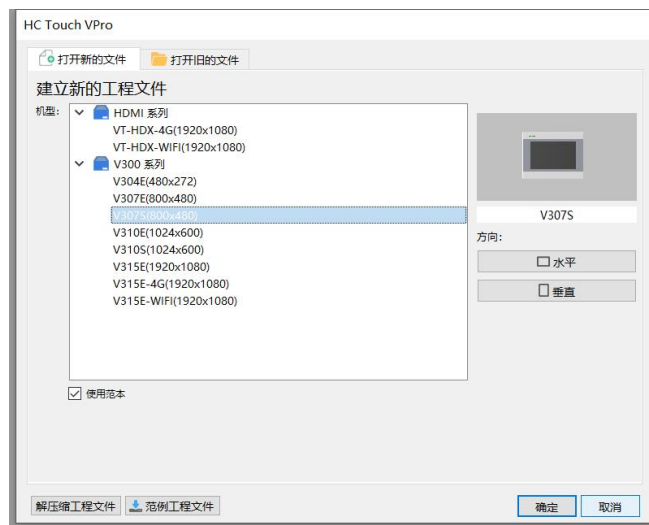 HC Touch VPro
打开新的文件
打开旧的文件
建立新的工程文件
机型:
HDMI 系列
VT-HDX-4G(1920x1080)
VT-HDX-WIFI(1920x1080)
V300 系列
V304E(480x272)
V307E(800x480)
V307S(800x480)
V310E(1024x600)
V310S(1024x600)
V315E(1920x1080)
V315E-4G(1920x1080)
V315E-WIFI(1920x1080)
V307S
方向:
水平
垂直
使用范本
解压缩工程文件
范例工程文件
确定
取消